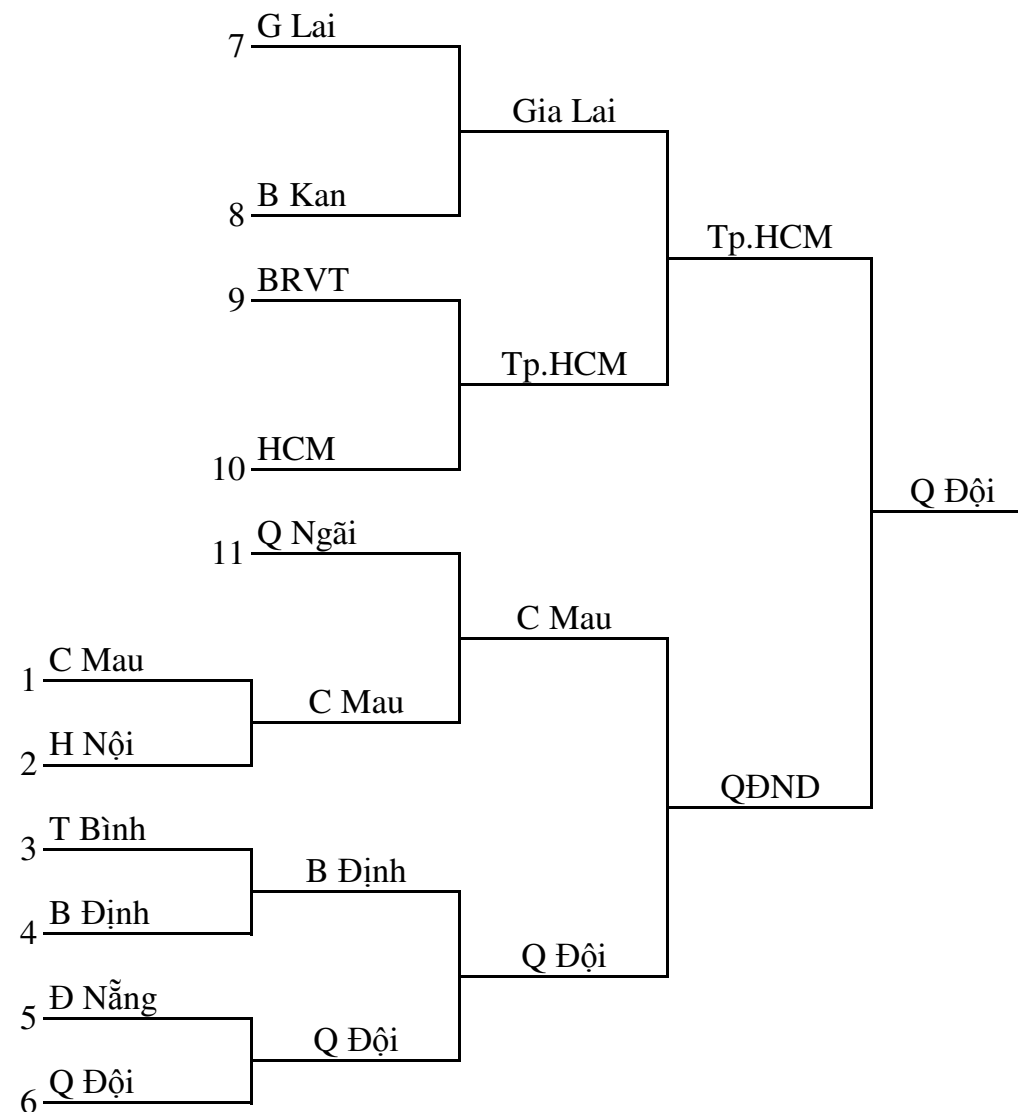 G Lai
7
Gia Lai
B Kan
8
Tp.HCM
BRVT
9
Tp.HCM
HCM
10
Q Đội
Q Ngãi
11
C Mau
C Mau
1
C Mau
H Nội
2
QĐND
T Bình
3
B Định
B Định
4
Q Đội
Đ Nẵng
5
Q Đội
Q Đội
6